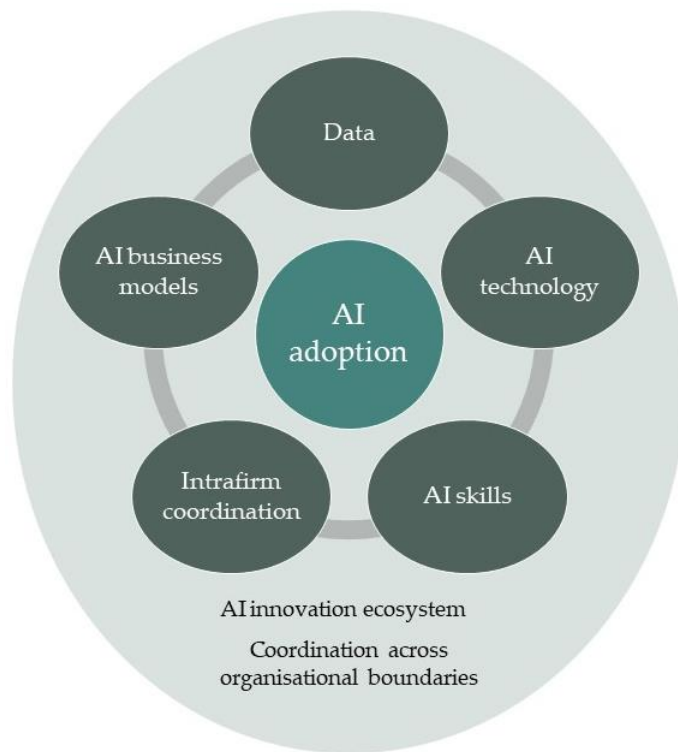 Data
AI business
models
AI
technology
AI
adoption
Intrafirm
coordination
AI skills
AI innovation ecosystem
Coordination across
organisational boundaries